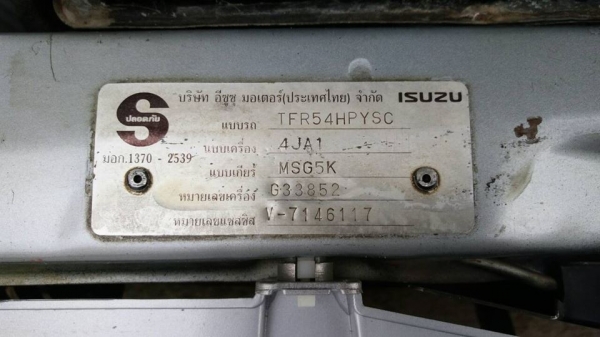 บริษัท อีซูซุ มอเตอร์(ประเทศไทย) จำกัด ISUZU
S
ปลอดภัย
มอก.1370 - 2539
แบบรถ TFR54HPYSC
แบบเครื่อง 4JA1
แบบเกียร์ MSG5K
หมายเลขเครื่อง์ G33852
หมายเลขแชสซิส V-7146117